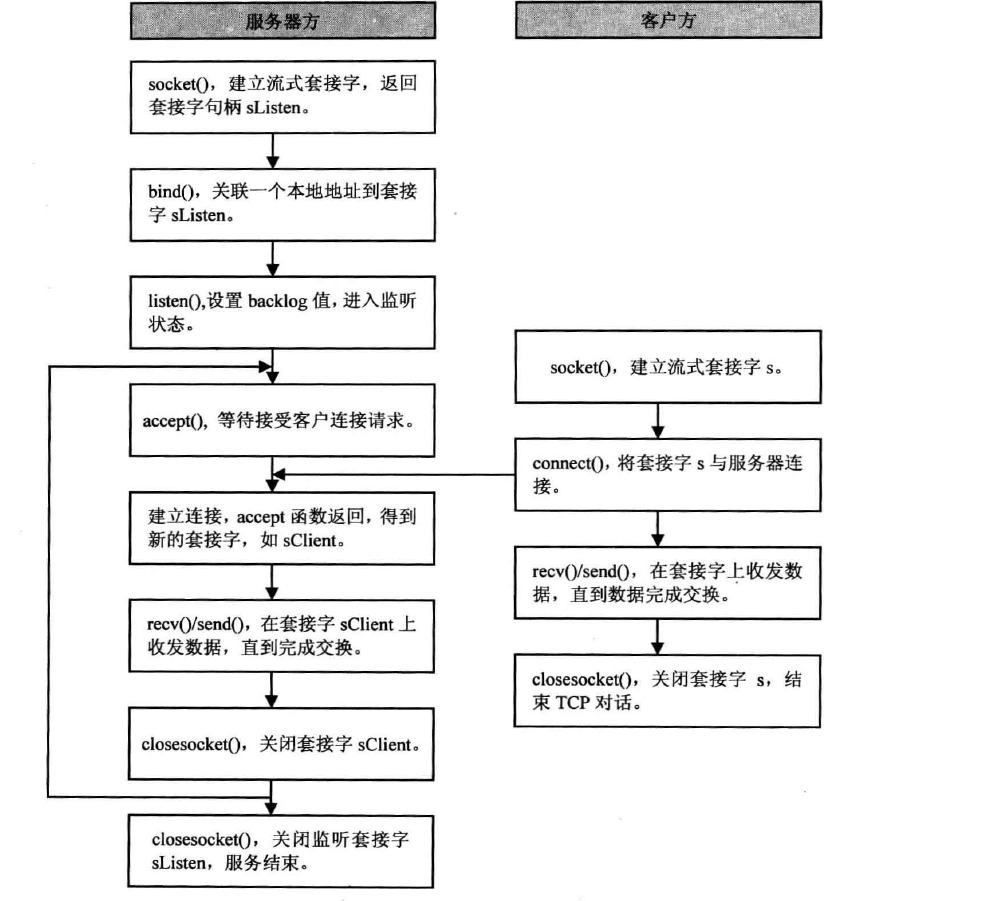 服务器方
客户方
socket()，建立流式套接字，返回
套接字句柄 sListen。
bind()，关联一个本地地址到套接
字 sListen。
listen(),设置 backlog 值，进入监听
状态。
accept(), 等待接受客户连接请求。
建立连接，accept 函数返回，得到
新的套接字，如 sClient。
recv()/send()，在套接字 sClient 上
收发数据，直到完成交换。
closesocket()，关闭套接字 sClient。
closesocket()，关闭监听套接字
sListen，服务结束。
socket()，建立流式套接字 s。
connect()，将套接字 s 与服务器连
接。
recv()/send()，在套接字上收发数
据，直到数据完成交换。
closesocket()，关闭套接字 s，结
束 TCP 对话。